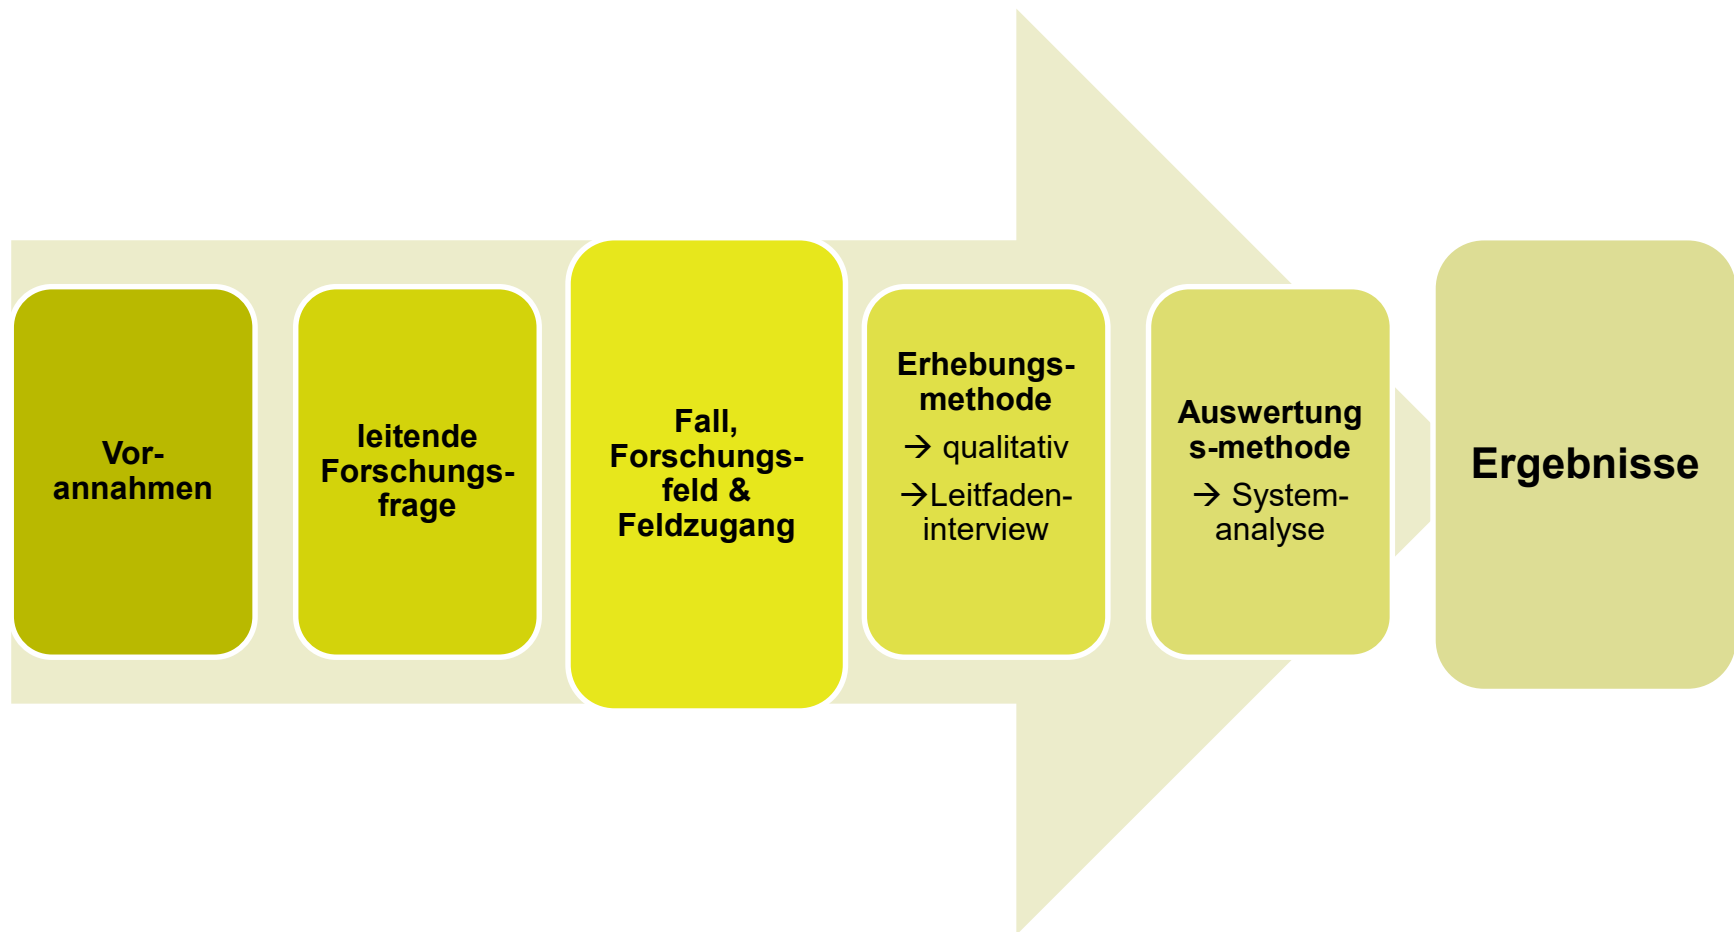 Vor-
annahmen
leitende
Forschungs-
frage
Fall,
Forschungs-
feld &
Feldzugang
Erhebungs-
methode
→ qualitativ
→Leitfaden-
interview
Auswertung
s-methode
→ System-
analyse
Ergebnisse